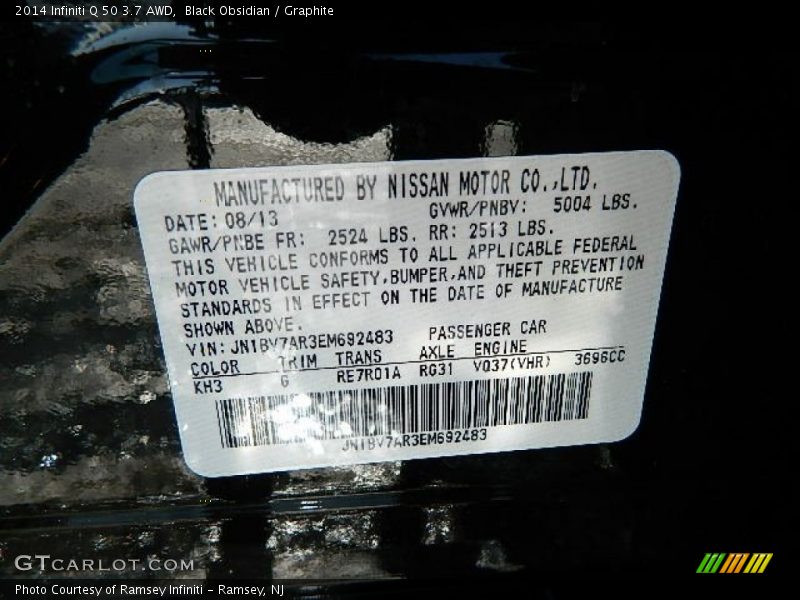 2014 Infiniti Q 50 3.7 AWD,  Black Obsidian / Graphite
MANUFACTURED BY NISSAN MOTOR CO.,LTD.
DATE: 08/13 GVWR/PNBV: 5004 LBS.
GAWR/PNBE FR: 2524 LBS. RR: 2513 LBS.
THIS VEHICLE CONFORMS TO ALL APPLICABLE FEDERAL
MOTOR VEHICLE SAFETY,BUMPER,AND THEFT PREVENTION
STANDARDS IN EFFECT ON THE DATE OF MANUFACTURE
SHOWN ABOVE.
VIN: JN1BV7AR3EM692483 PASSENGER CAR
COLOR TRIM TRANS AXLE ENGINE
KH3 G RE7R01A RG31 VQ37(VHR) 3696CC
JN1BV7AR3EM692483
GTCARLOT.COM
Photo Courtesy of Ramsey Infiniti - Ramsey, NJ